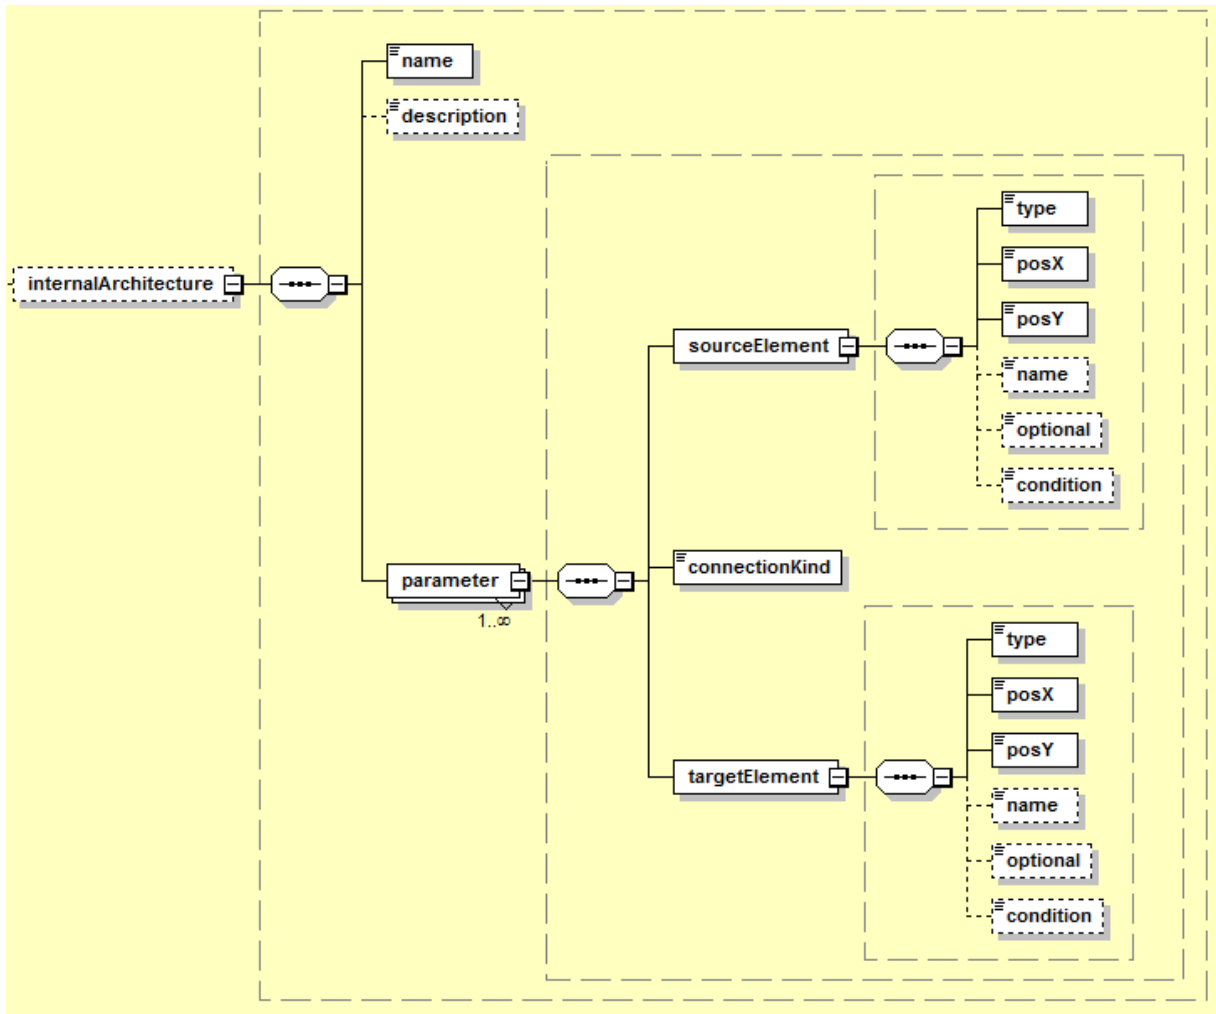 name
description
internalArchitecture
type
posX
posY
sourceElement
name
optional
condition
connectionKind
parameter
1..∞
type
posX
posY
targetElement
name
optional
condition